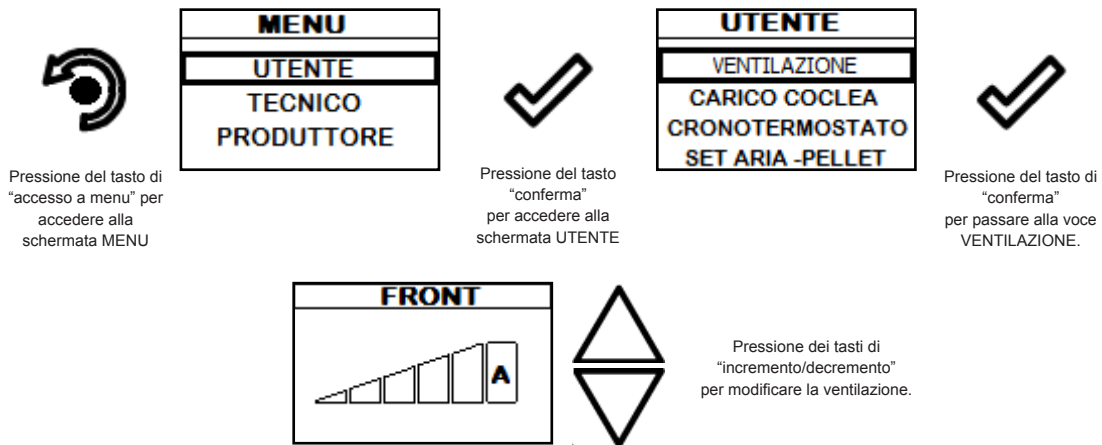 MENU
UTENTE
TECNICO
PRODUTTORE
Pressione del tasto di
“accesso a menu” per
accedere alla
schermata MENU
Pressione del tasto
“conferma”
per accedere alla
schermata UTENTE
UTENTE
VENTILAZIONE
CARICO COCLEA
CRONOTERMOSTATO
SET ARIA -PELLET
Pressione del tasto di
“conferma”
per passare alla voce
VENTILAZIONE.
FRONT
A
Pressione dei tasti di
“incremento/decremento”
per modificare la ventilazione.